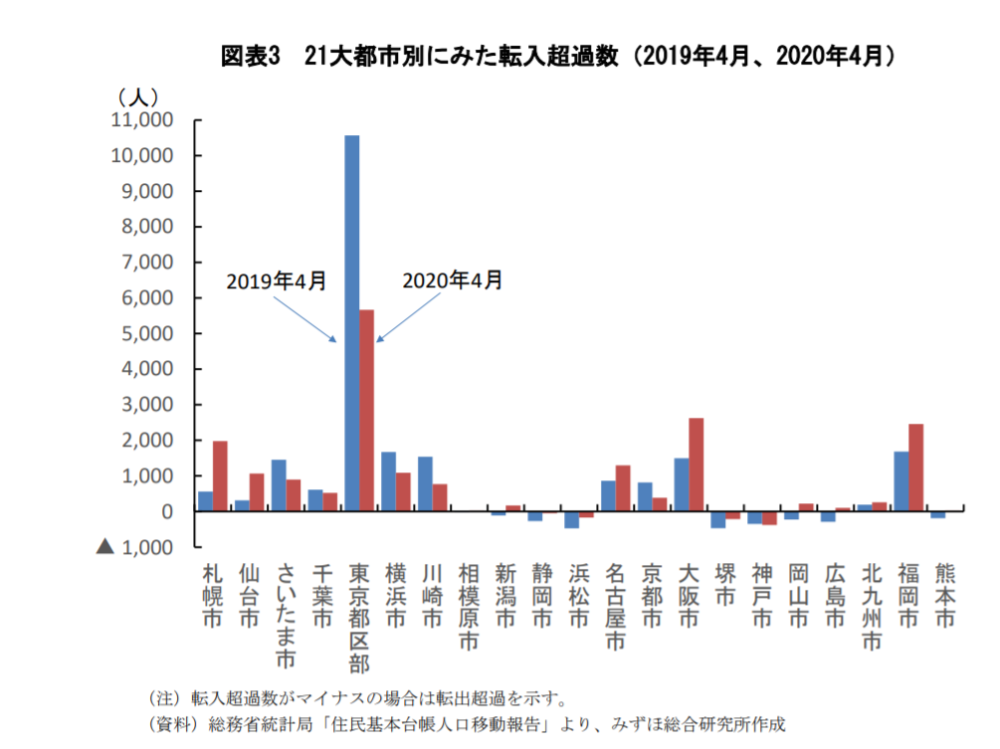 図表3　21大都市別にみた転入超過数（2019年4月、2020年4月）
（人）
11,000
10,000
9,000
8,000
7,000
6,000
5,000
4,000
3,000
2,000
1,000
0
▲ 1,000
2019年4月
2020年4月
札幌市
仙台市
さいたま市
千葉市
東京都区部
横浜市
川崎市
相模原市
新潟市
静岡市
浜松市
名古屋市
京都市
大阪市
堺市
神戸市
岡山市
広島市
北九州市
福岡市
熊本市
（注）転入超過数がマイナスの場合は転出超過を示す。
（資料）総務省統計局「住民基本台帳人口移動報告」より、みずほ総合研究所作成